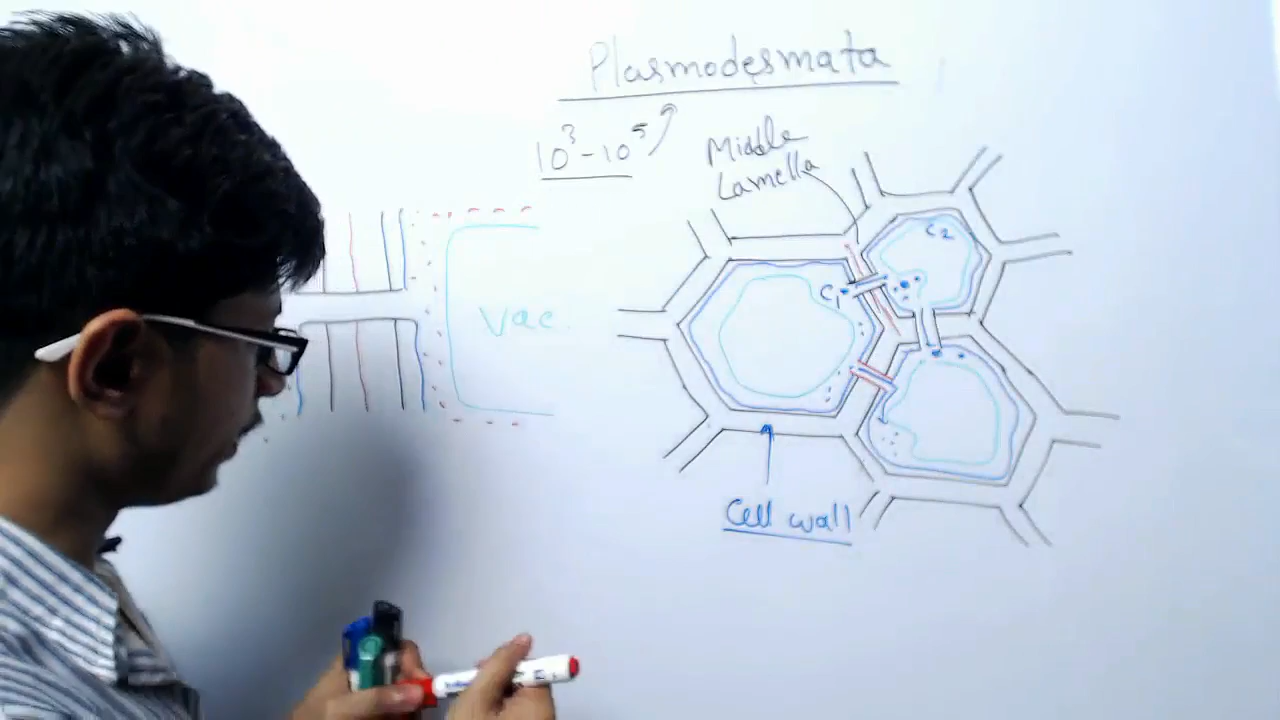 Plasmodesmata
10³-10⁵
Middle
Lamella
C2
C1
Vac.
Cell wall